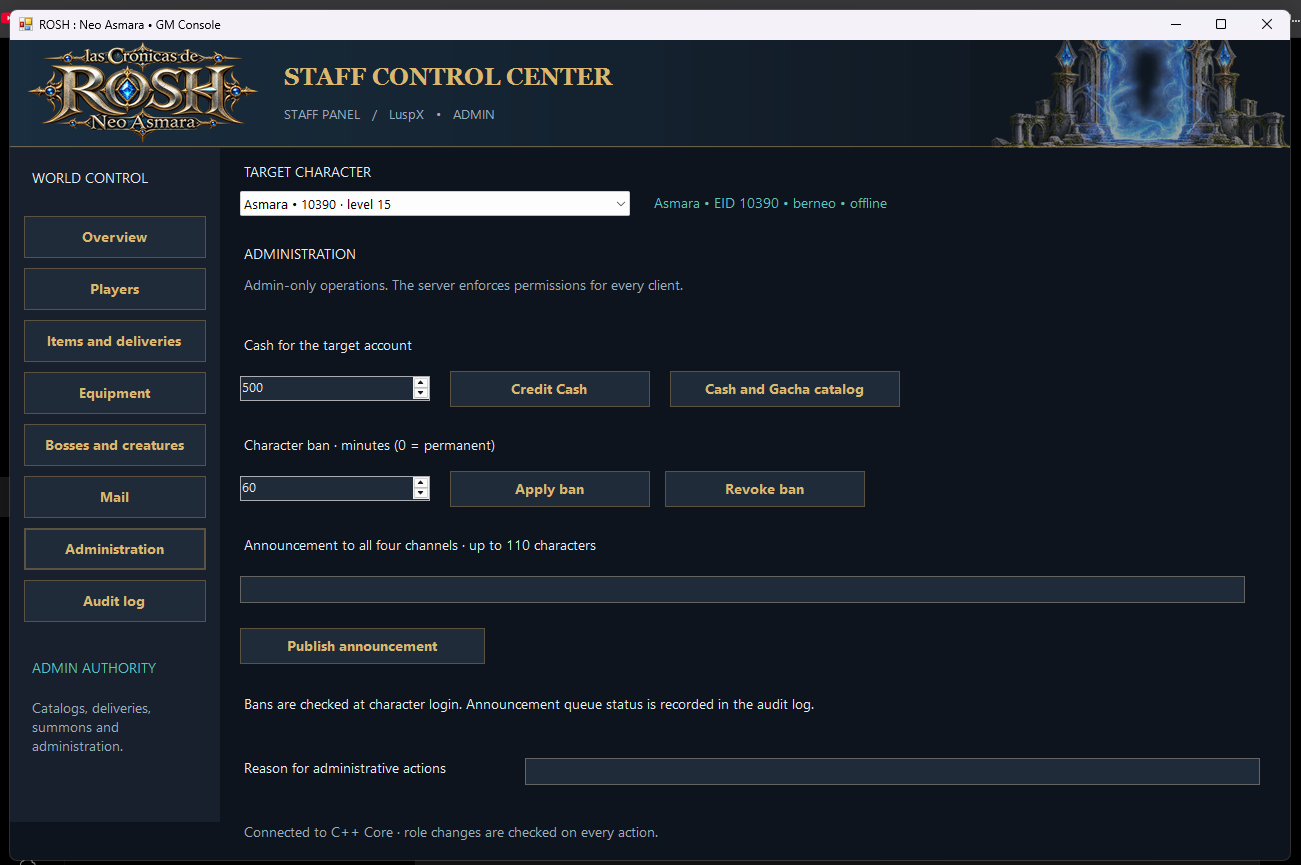 ROSH : Neo Asmara • GM Console
las Crónicas de
ROSH
Neo Asmara
STAFF CONTROL CENTER
STAFF PANEL / LuspX • ADMIN
WORLD CONTROL
Overview
Players
Items and deliveries
Equipment
Bosses and creatures
Mail
Administration
Audit log
ADMIN AUTHORITY
Catalogs, deliveries,
summons and
administration.
TARGET CHARACTER
Asmara • 10390 · level 15
Asmara • EID 10390 • berneo • offline
ADMINISTRATION
Admin-only operations. The server enforces permissions for every client.
Cash for the target account
500
Credit Cash
Cash and Gacha catalog
Character ban · minutes (0 = permanent)
60
Apply ban
Revoke ban
Announcement to all four channels · up to 110 characters
Publish announcement
Bans are checked at character login. Announcement queue status is recorded in the audit log.
Reason for administrative actions
Connected to C++ Core · role changes are checked on every action.